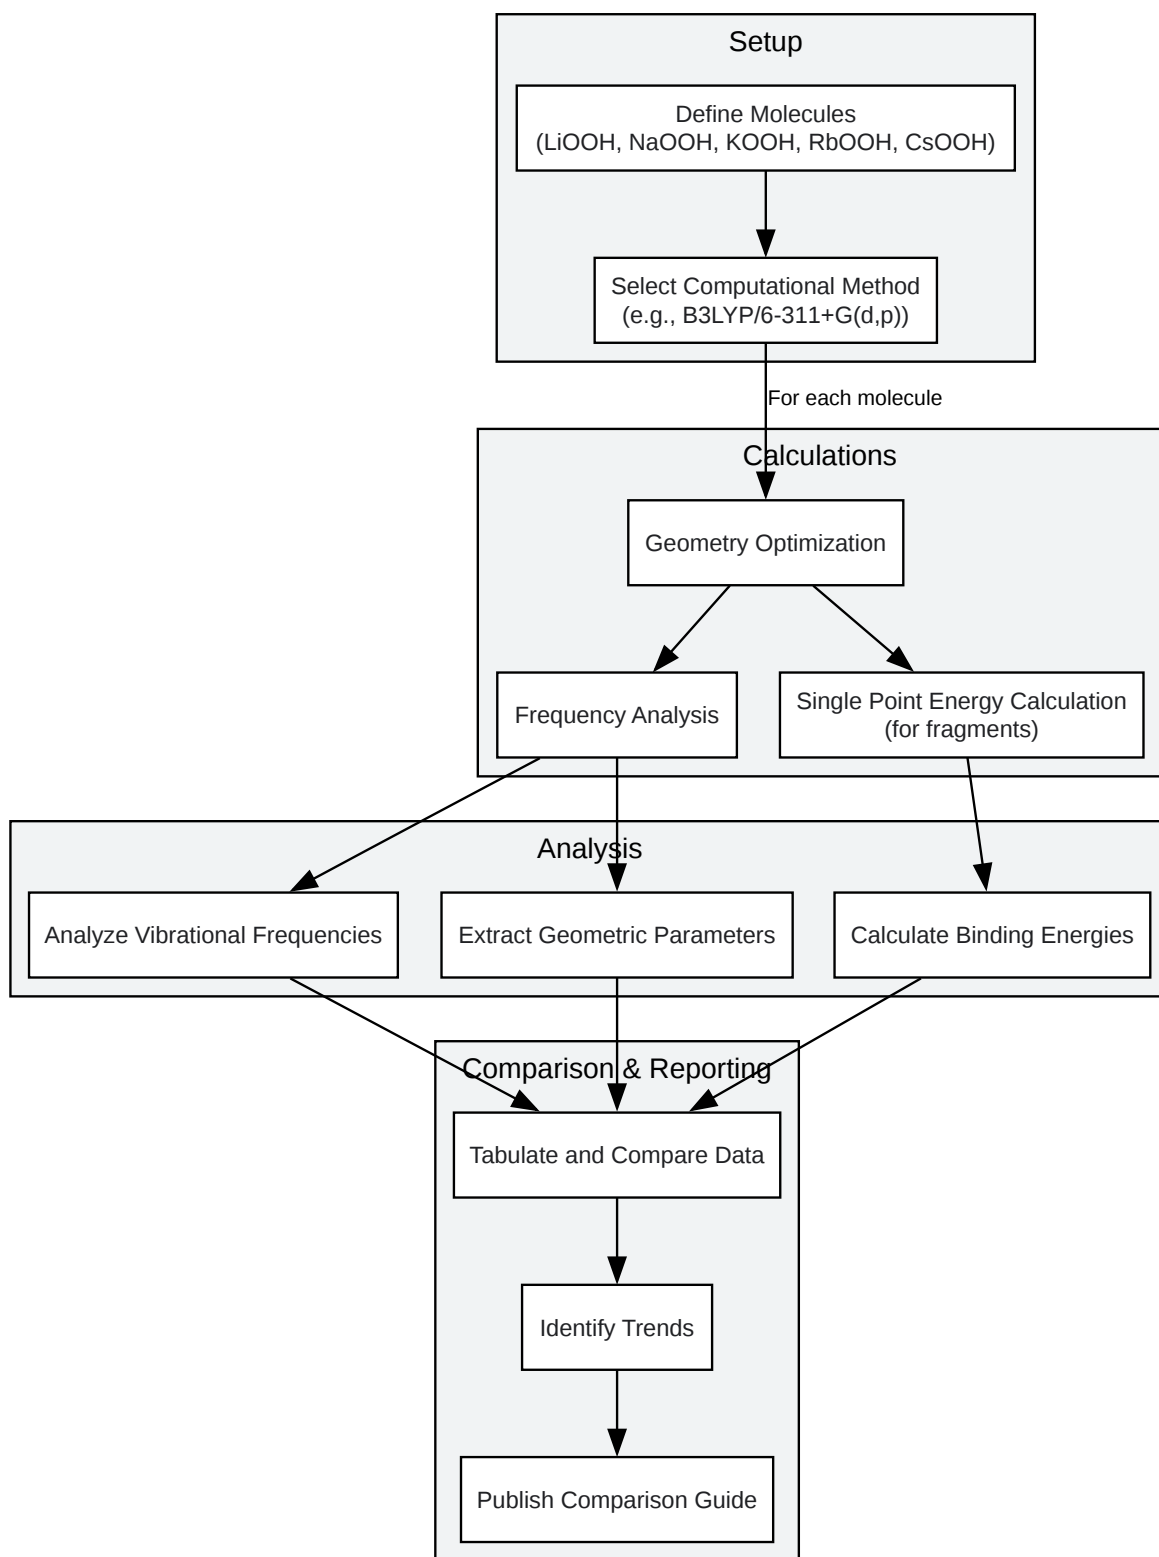 Setup
Define Molecules
(LiOOH, NaOOH, KOOH, RbOOH, CsOOH)
Select Computational Method
(e.g., B3LYP/6-311+G(d,p))
For each molecule
Calculations
Geometry Optimization
Frequency Analysis
Single Point Energy Calculation
(for fragments)
Analysis
Analyze Vibrational Frequencies
Extract Geometric Parameters
Calculate Binding Energies
Comparison & Reporting
Tabulate and Compare Data
Identify Trends
Publish Comparison Guide